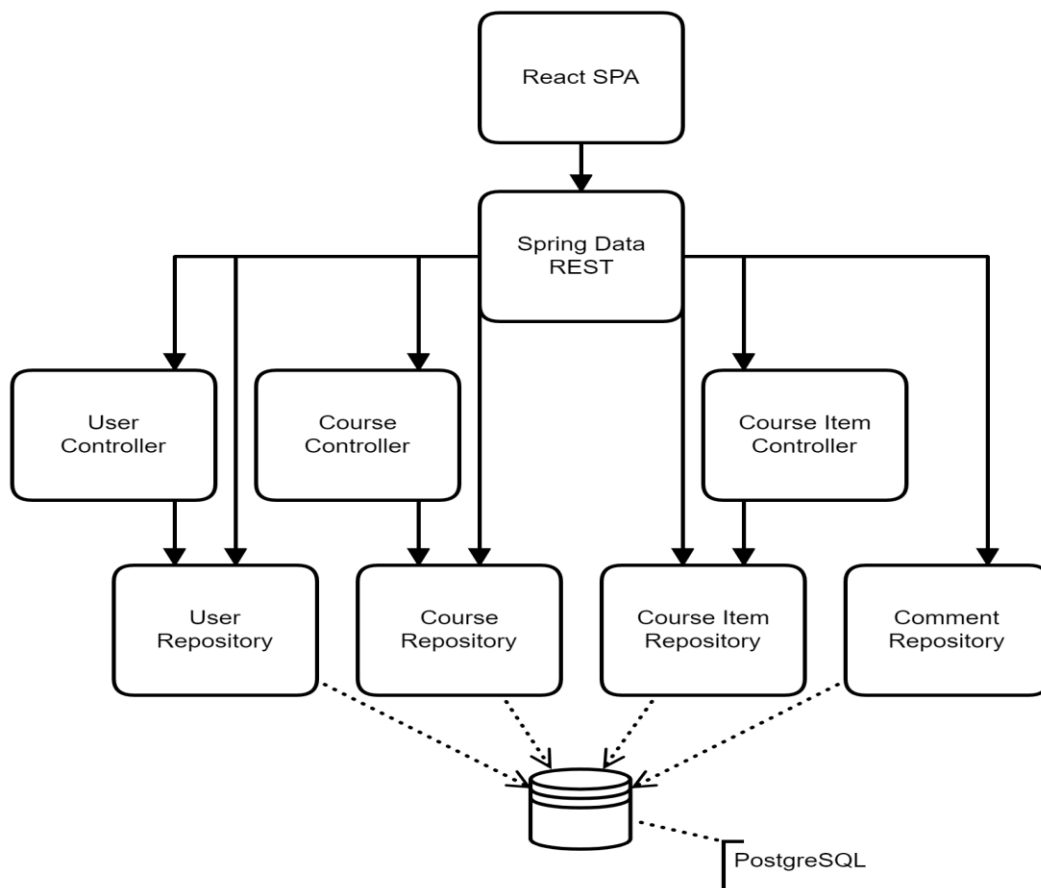 React SPA
Spring Data
REST
User
Controller
Course
Controller
Course Item
Controller
User
Repository
Course
Repository
Course Item
Repository
Comment
Repository
PostgreSQL